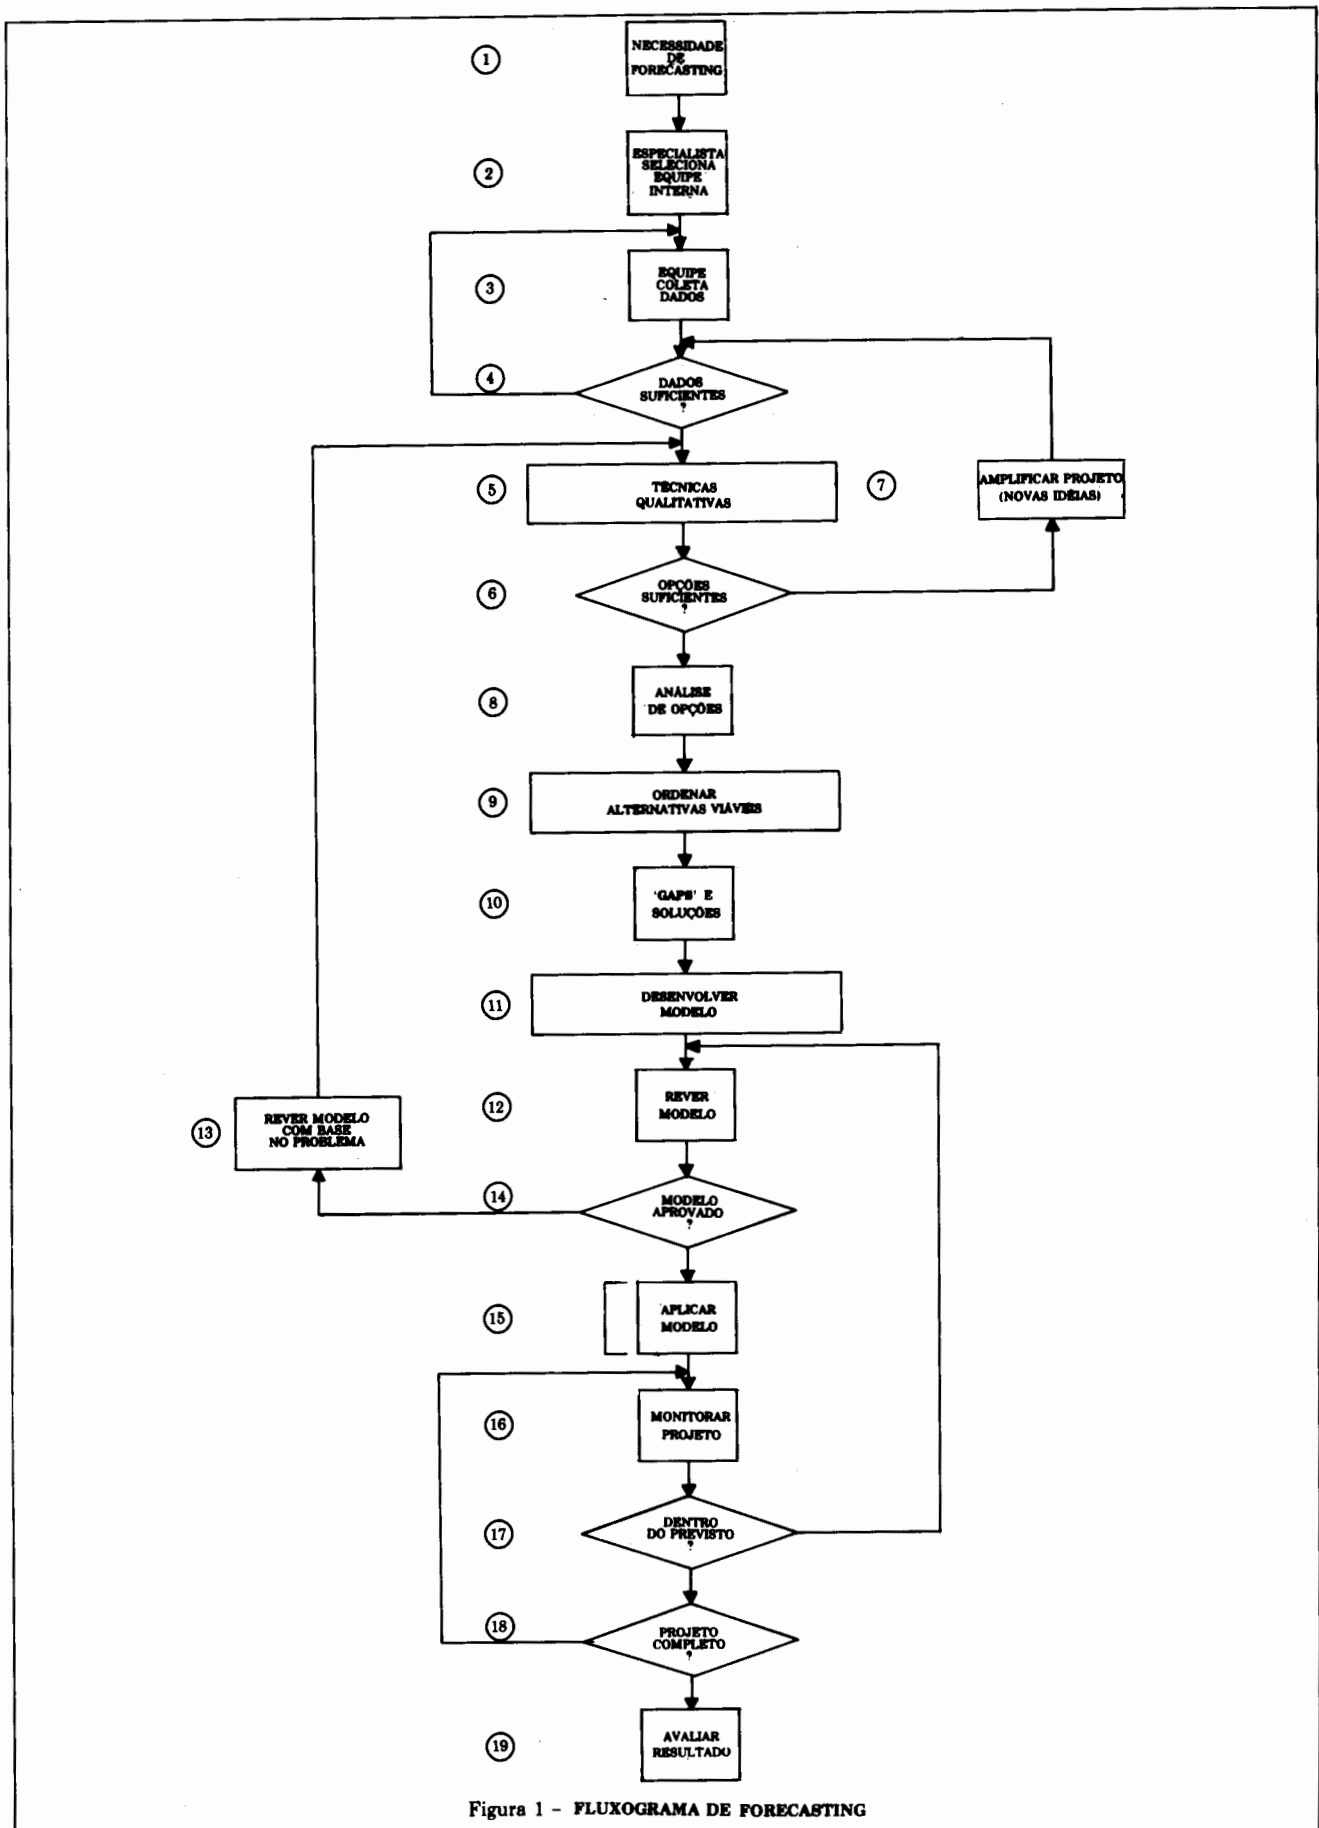 1
NECESSIDADE
DE
FORECASTING
2
ESPECIALISTA
SELECIONA
EQUIPE
INTERNA
3
EQUIPE
COLETA
DADOS
4
DADOS
SUFICIENTES
?
5
TÉCNICAS
QUALITATIVAS
7
AMPLIFICAR PROJETO
(NOVAS IDÉIAS)
6
OPÇÕES
SUFICIENTES
?
8
ANÁLISE
DE OPÇÕES
9
ORDENAR
ALTERNATIVAS VIÁVEIS
10
'GAPS' E
SOLUÇÕES
11
DESENVOLVER
MODELO
12
REVER
MODELO
13
REVER MODELO
COM BASE
NO PROBLEMA
14
MODELO
APROVADO
?
15
APLICAR
MODELO
16
MONITORAR
PROJETO
17
DENTRO
DO PREVISTO
?
18
PROJETO
COMPLETO
?
19
AVALIAR
RESULTADO
Figura 1 – FLUXOGRAMA DE FORECASTING